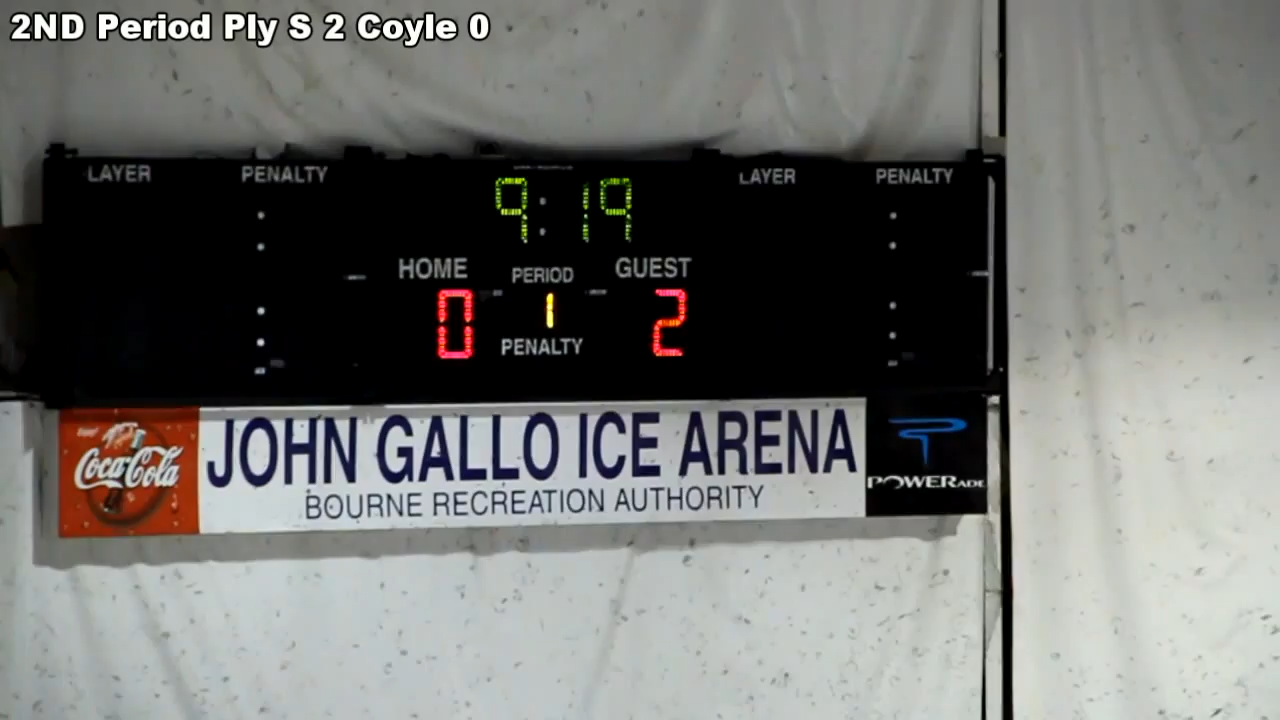 2ND Period Ply S 2 Coyle 0
LAYER PENALTY 9:19 LAYER PENALTY
HOME PERIOD GUEST
0 1 2
PENALTY
Coca-Cola
JOHN GALLO ICE ARENA
BOURNE RECREATION AUTHORITY
POWERADE